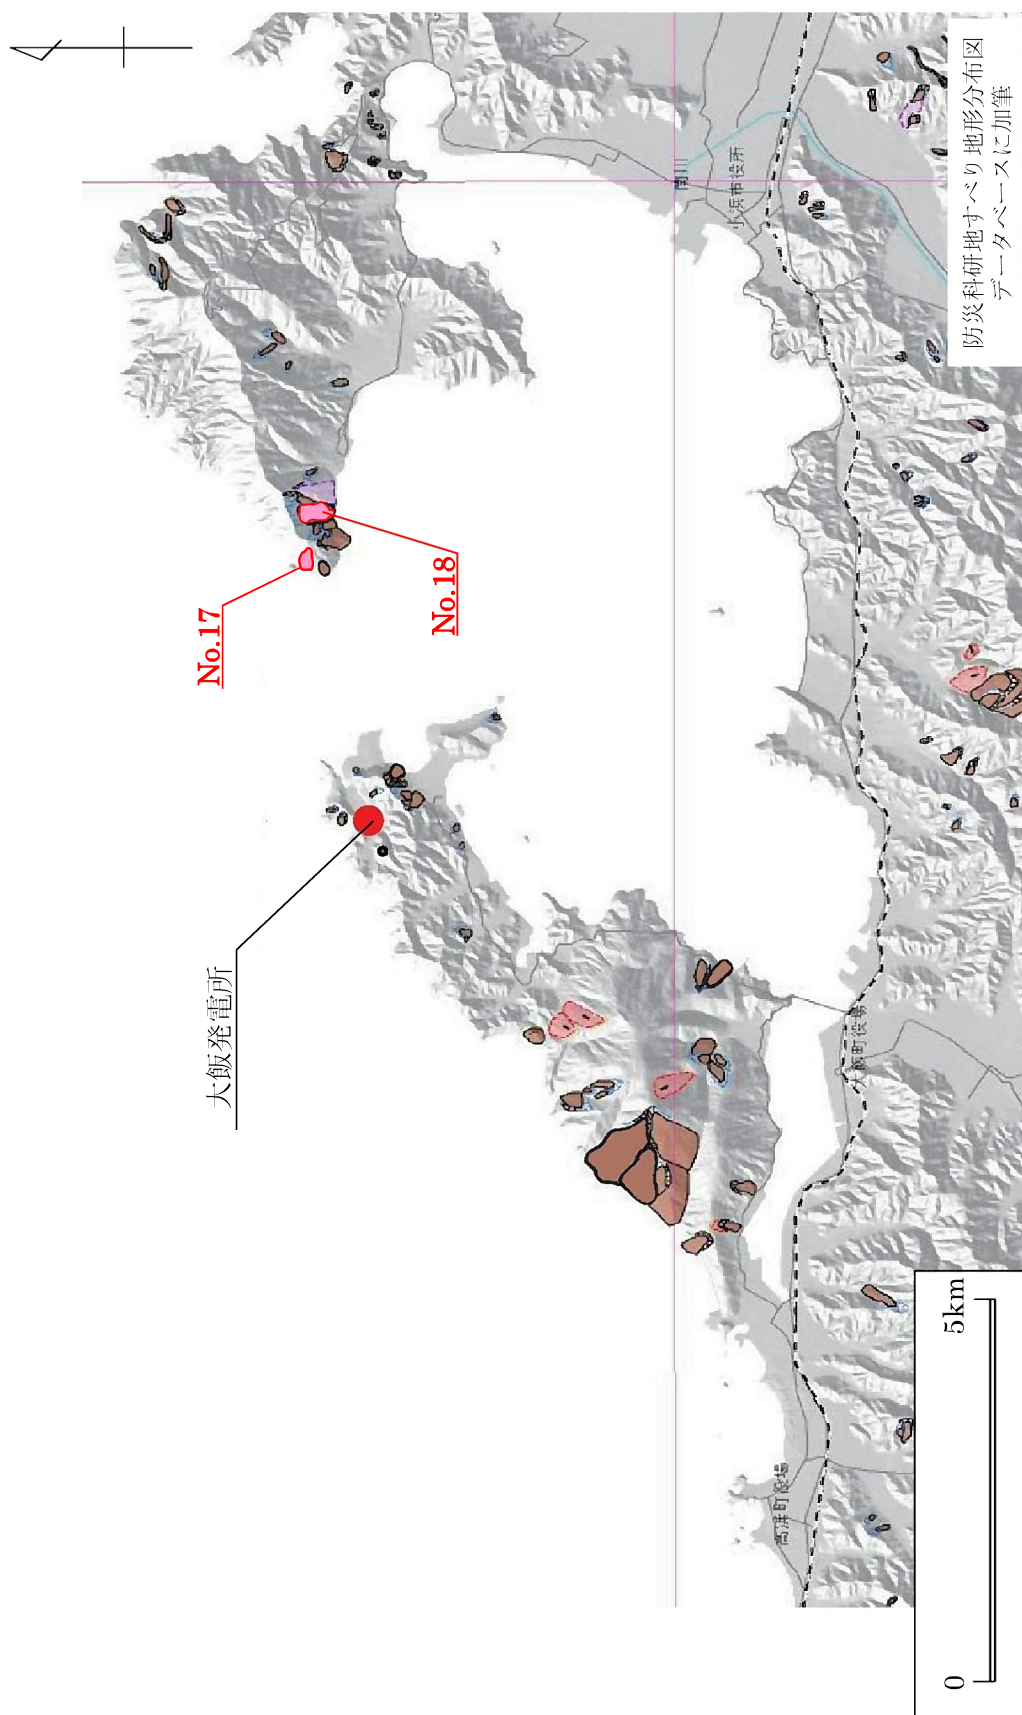 防災科研地すべり地形分布図
データベースに加筆
南川
小浜市役所
No.17
No.18
大飯発電所
大飯町役場
高浜町役場
0
5km